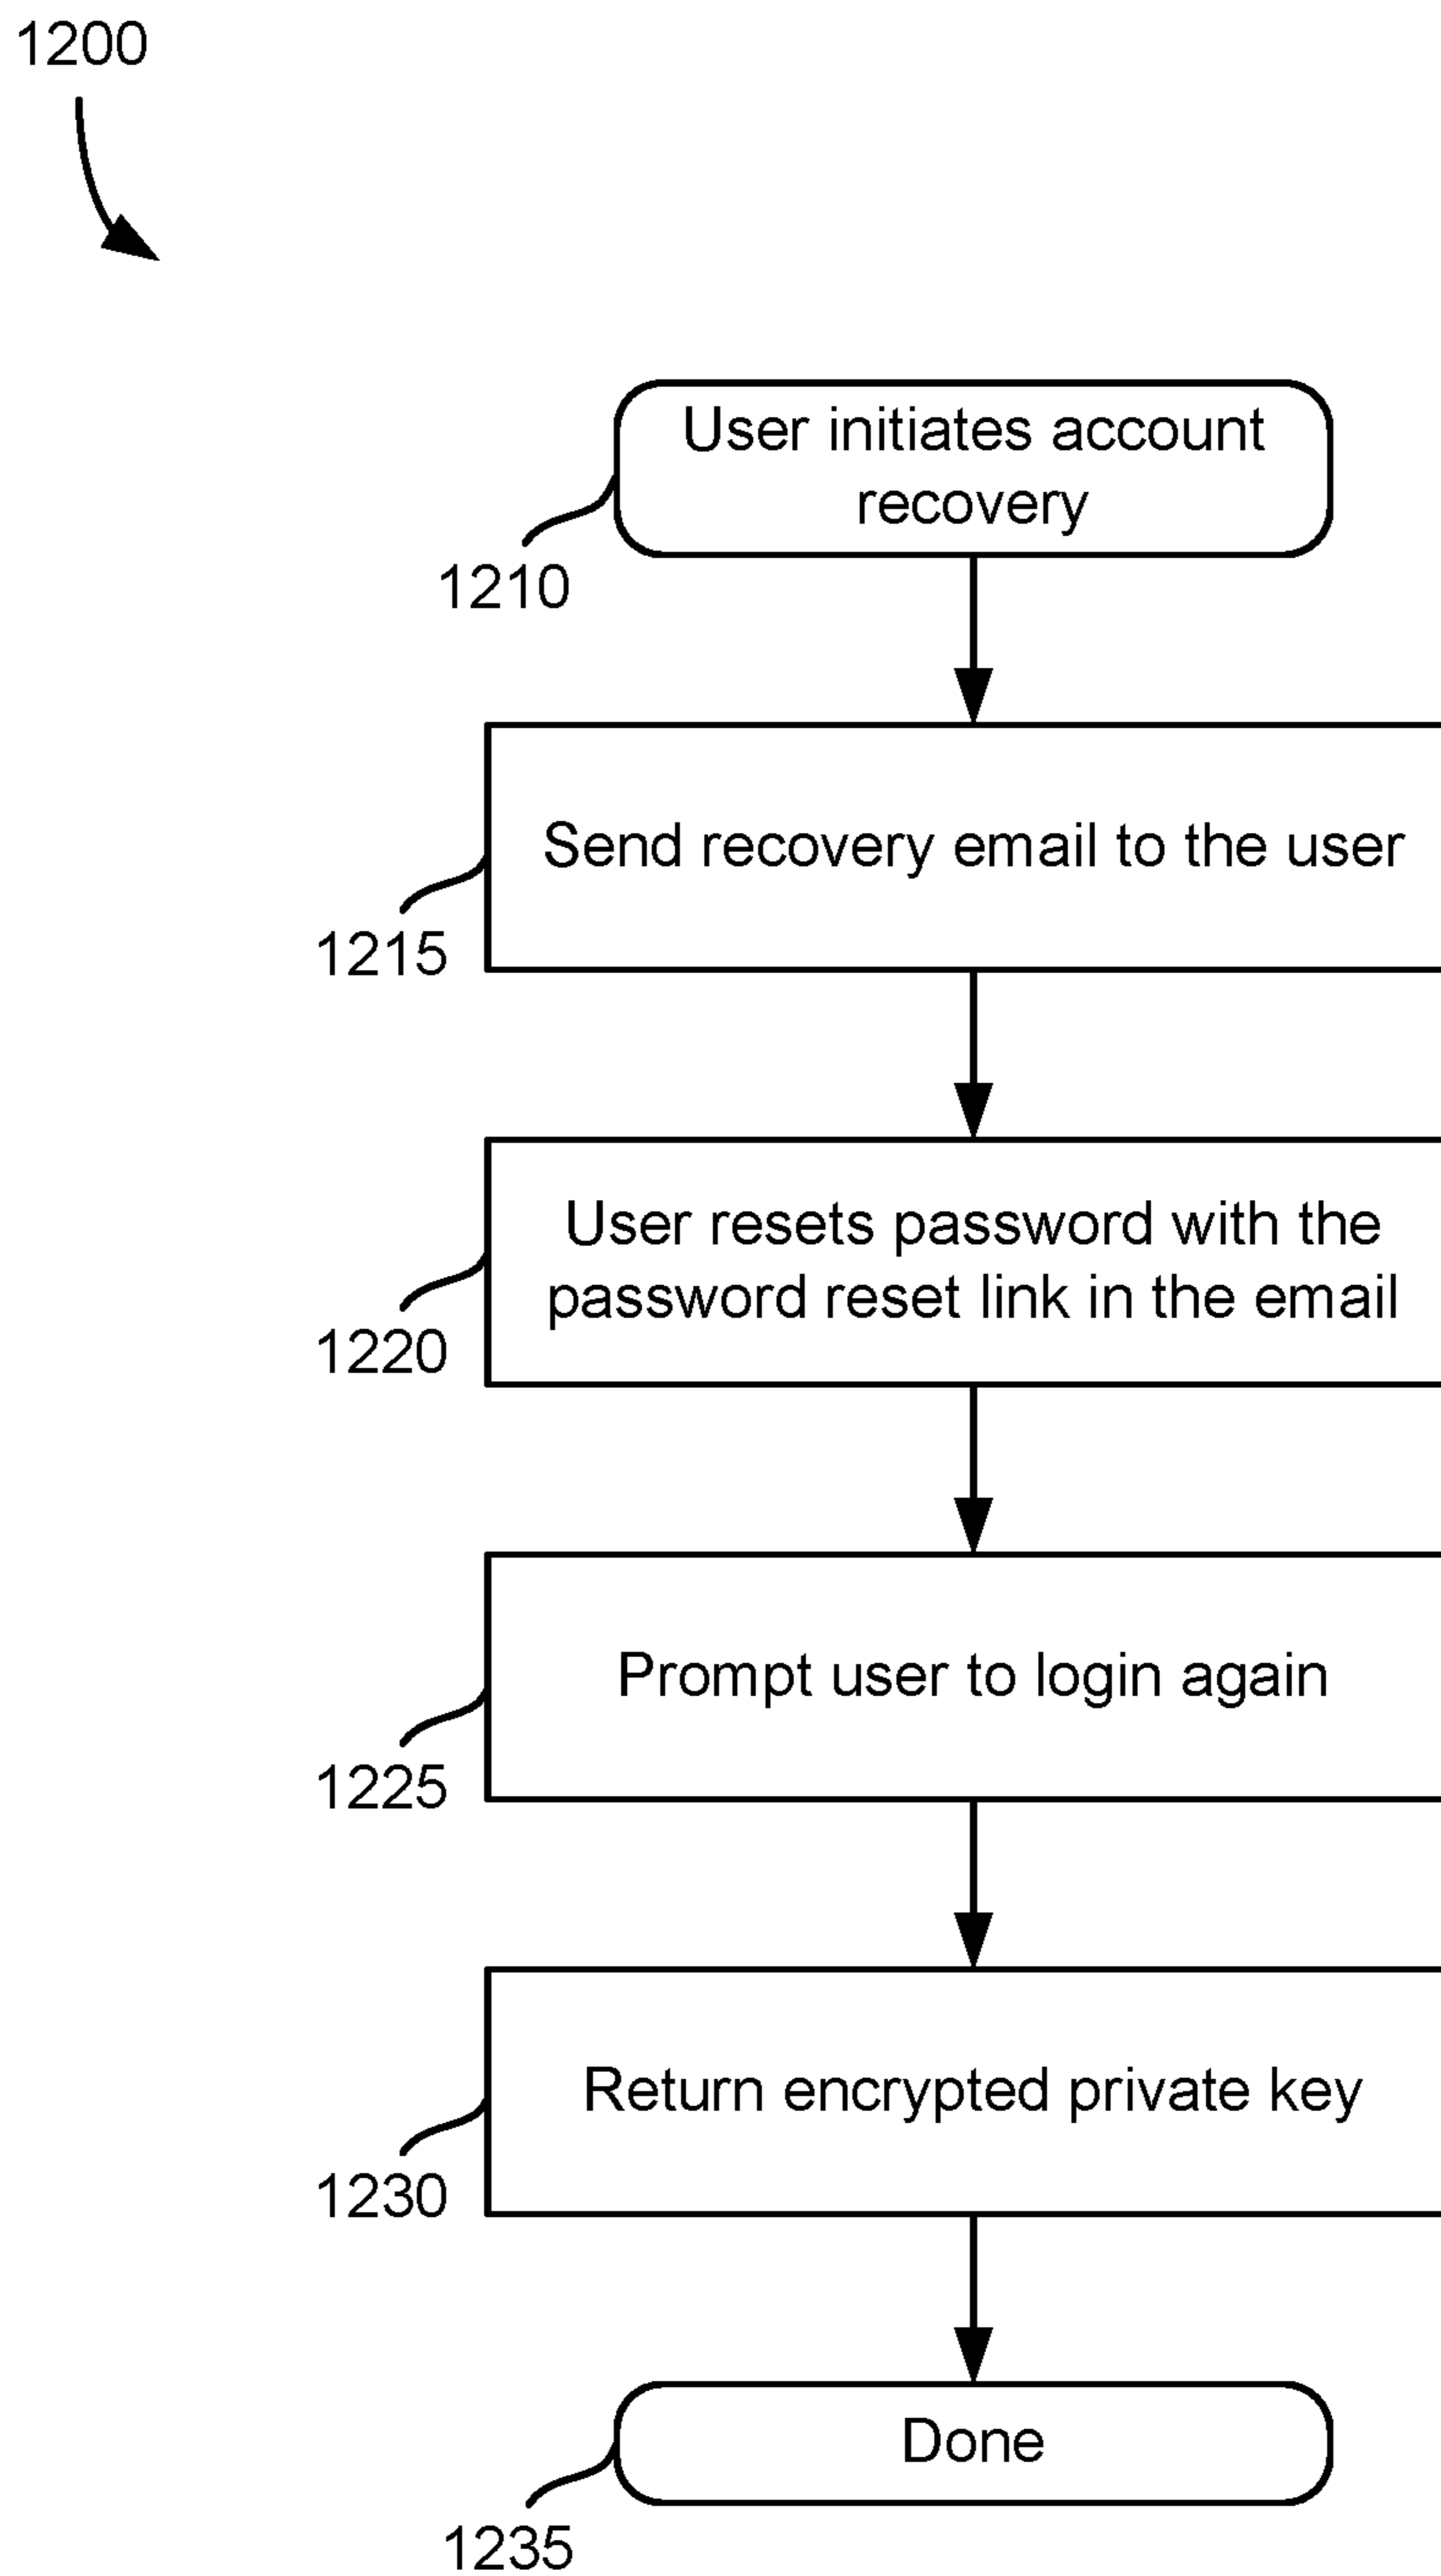 1200
User initiates account
recovery
1210
Send recovery email to the user
1215
User resets password with the
password reset link in the email
1220
Prompt user to login again
1225
Return encrypted private key
1230
Done
1235